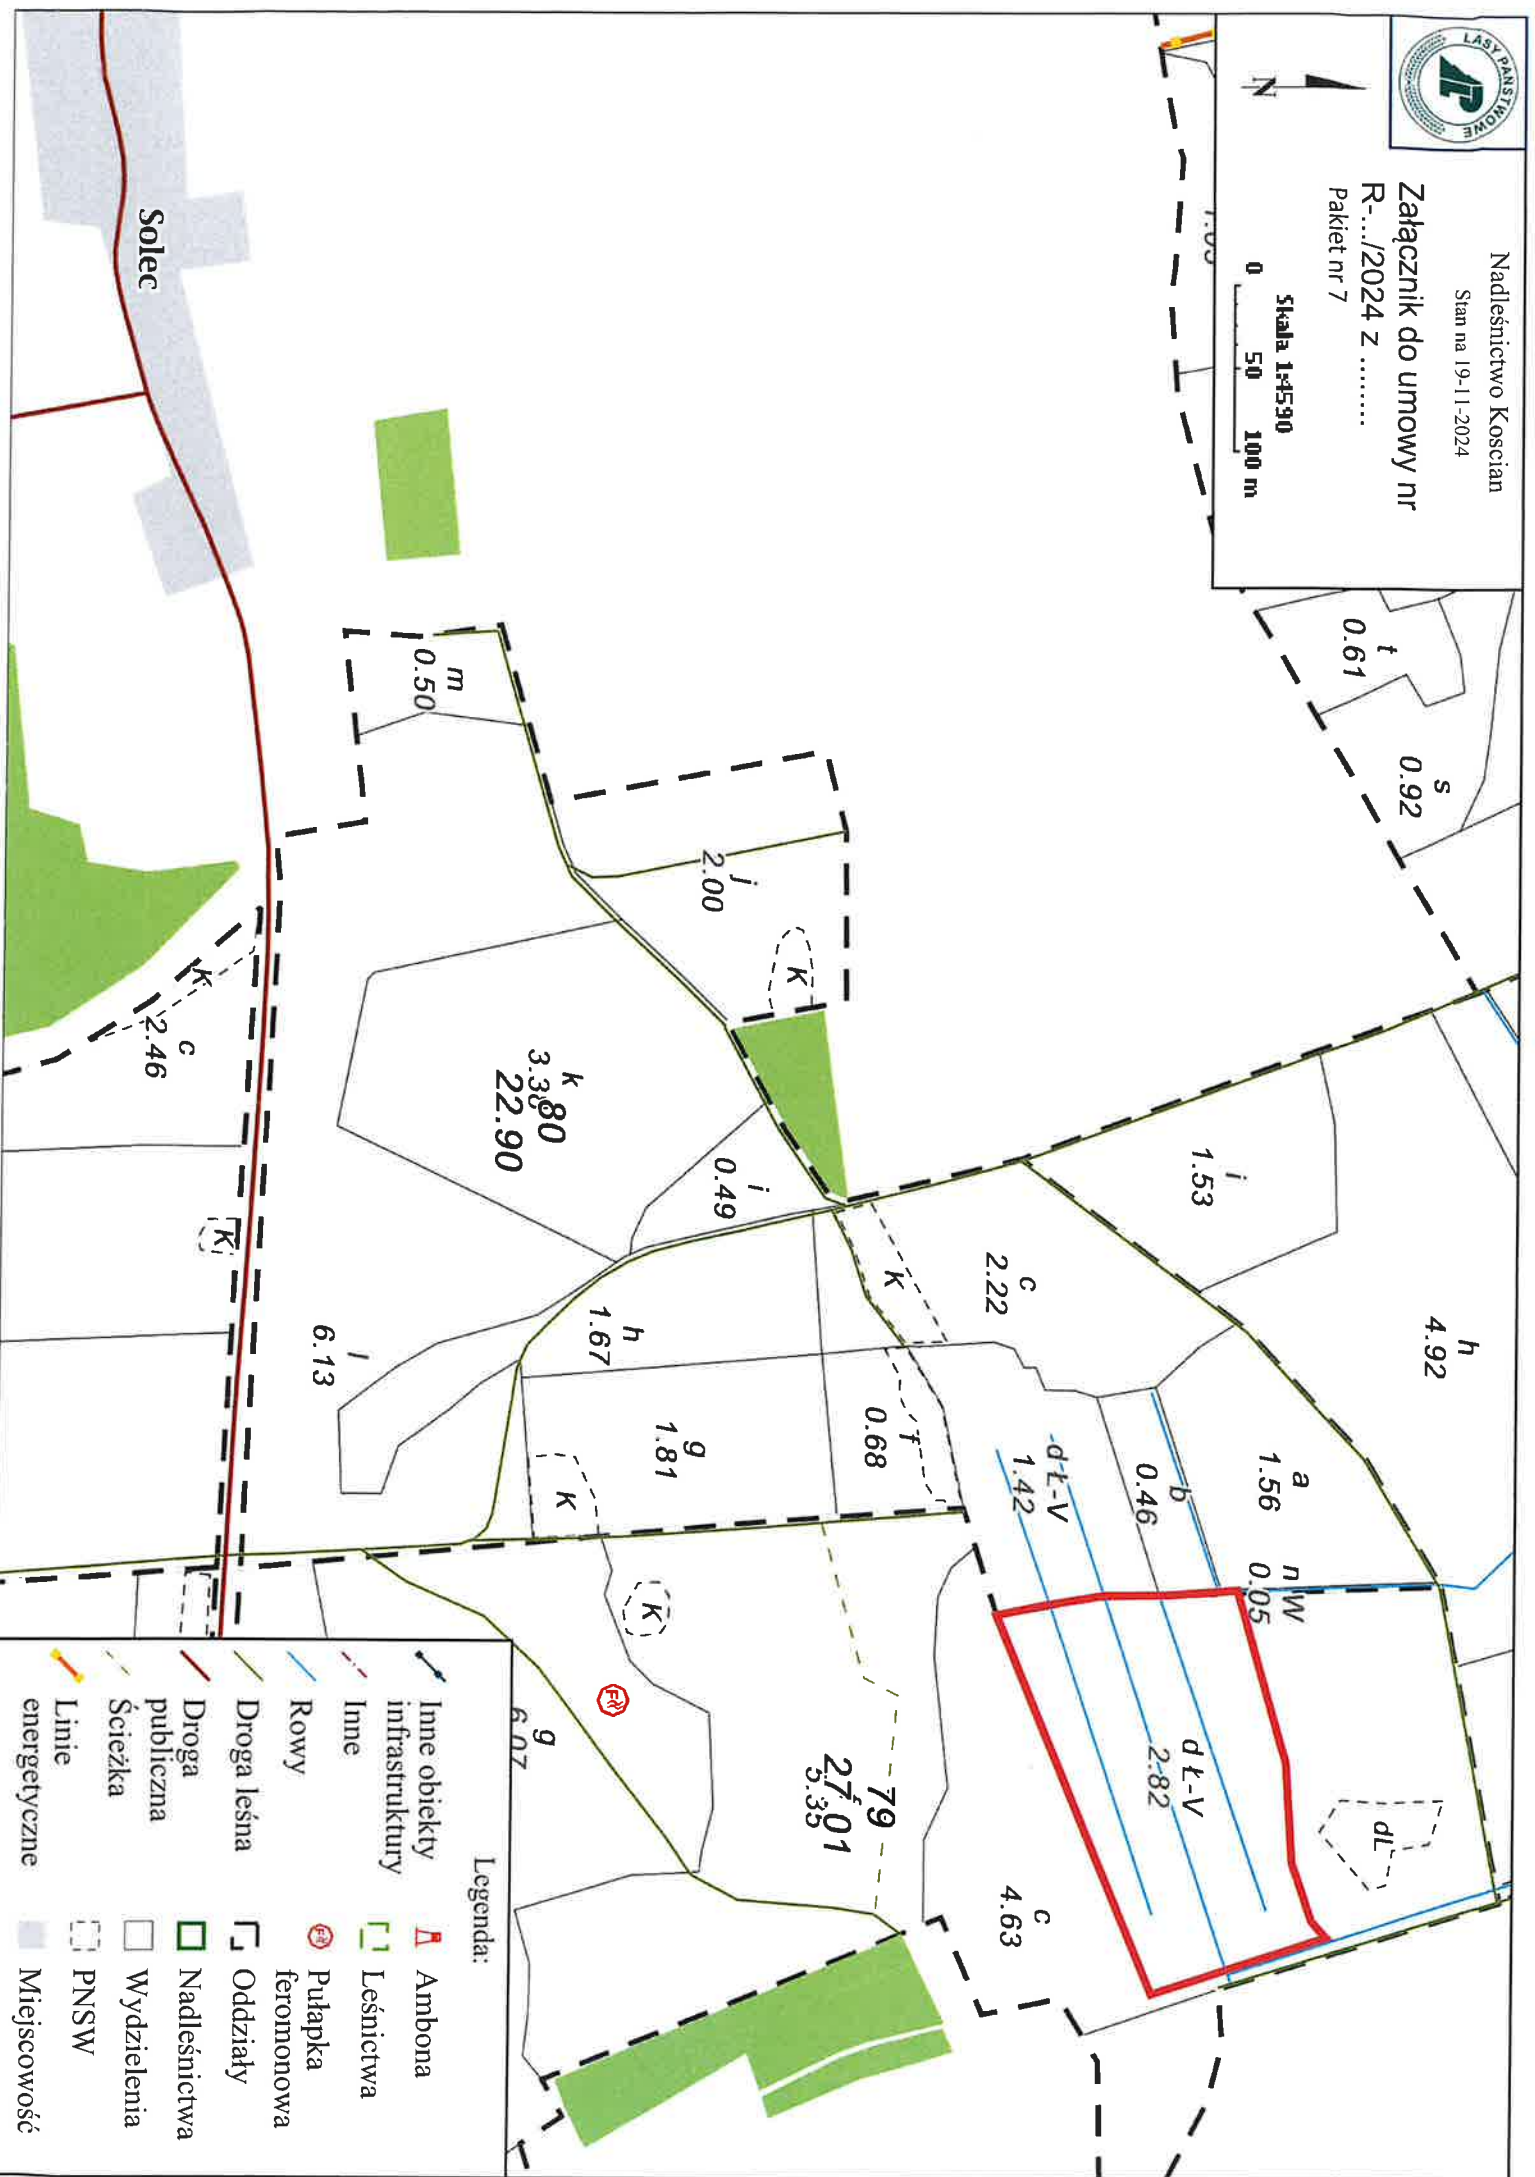 LASY PAŃSTWOWE
Nadleśnictwo Koscian
Stan na 19-11-2024
Załącznik do umowy nr
R-.../2024 z ........
Pakiet nr 7
N
Skala 1:4590
0 50 100 m
t
0.61
s
0.92
h
4.92
i
1.53
a
1.56
n W
0.05
b
0.46
c
2.22
d Ł-V
1.42
d Ł-V
2.82
dL
K
f
0.68
c
4.63
j
2.00
K
i
0.49
79
27.01
5.35
m
0.50
k
80
22.90
h
1.67
g
1.81
K
K
g
6.07
l
6.13
Solec
K
c
2.46
K
Legenda:
Inne obiekty
infrastruktury
Inne
Rowy
Droga leśna
Droga
publiczna
Ścieżka
Linie
energetyczne
Ambona
Leśnictwa
Pułapka
feromonowa
Oddziały
Nadleśnictwa
Wydzielenia
PNSW
Miejscowość